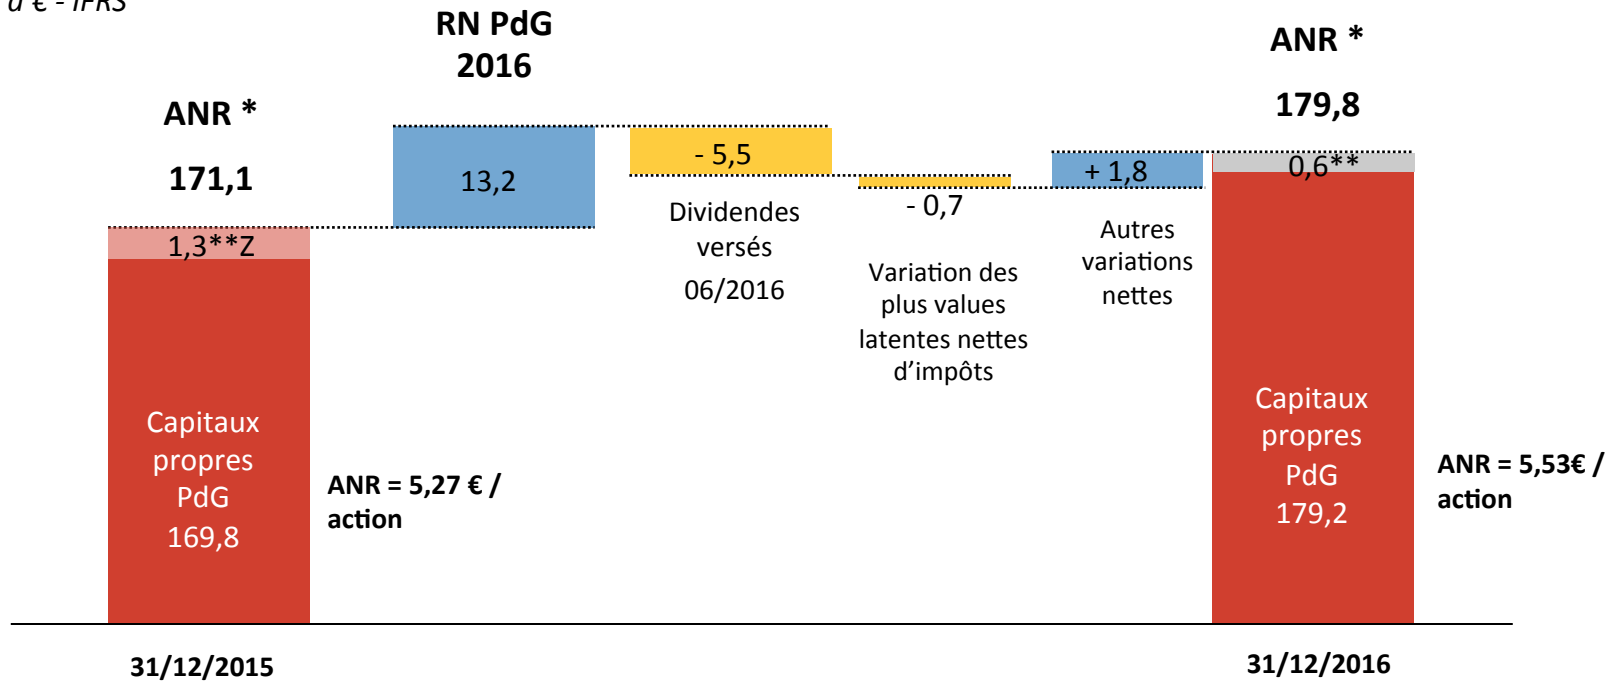 d € - IFRS
RN PdG
2016
ANR *
179,8
ANR *
171,1
13,2
- 5,5
- 0,7
+ 1,8
0,6**
1,3**Z
Dividendes
versés
06/2016
Variation des
plus values
latentes nettes
d’impôts
Autres
variations
nettes
Capitaux
propres
PdG
169,8
ANR = 5,27 € /
action
Capitaux
propres
PdG
179,2
ANR = 5,53€ /
action
31/12/2015
31/12/2016